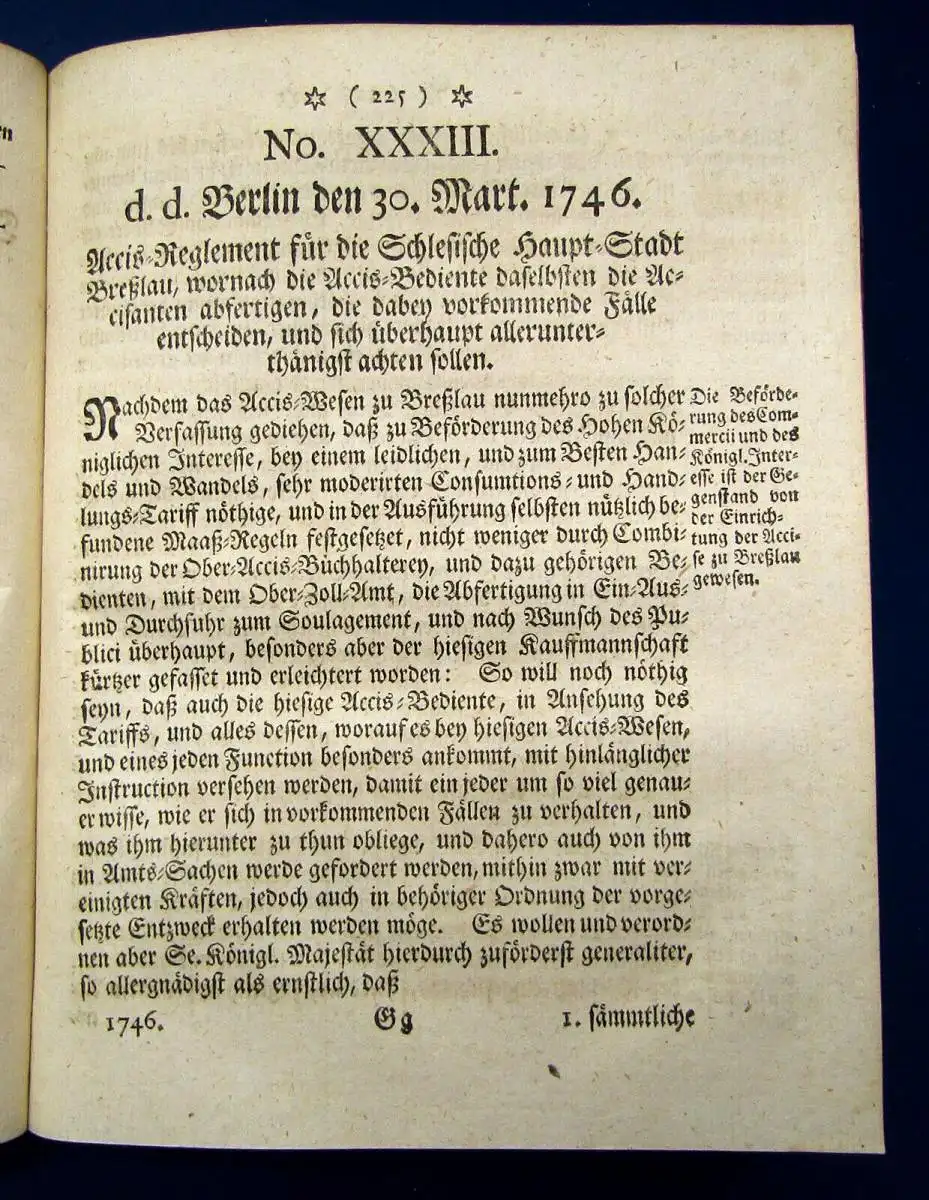 ✡ ( 225 ) ✡
No. XXXIII.
d. d. Berlin den 30. Mart. 1746.
Accis-Reglement für die Schlesische Haupt-Stadt
Breßlau, wornach die Accis-Bediente daselbsten die Ac-
cisanten abfertigen, die dabey vorkommende Fälle
entscheiden, und sich überhaupt allerunter-
thänigst achten sollen.
Nachdem das Accis-Wesen zu Breßlau nunmehro zu solcher
Verfassung gediehen, daß zu Beförderung des Hohen Kö-
niglichen Interesse, bey einem leidlichen, und zum Besten Han-
dels und Wandels, sehr moderirten Consumtions- und Hand-
lungs-Tariff nöthige, und in der Ausführung selbsten nützlich be-
fundene Maaß-Regeln festgesetzet, nicht weniger durch Combi-
nirung der Ober-Accis-Buchhalterey, und dazu gehörigen Be-
dienten, mit dem Ober-Zoll-Amt, die Abfertigung in Ein-Aus-
und Durchfuhr zum Soulagement, und nach Wunsch des Pu-
blici überhaupt, besonders aber der hiesigen Kauffmannschaft
kürtzer gefasset und erleichtert worden: So will noch nöthig
seyn, daß auch die hiesige Accis-Bediente, in Ansehung des
Tariffs, und alles dessen, worauf es bey hiesigen Accis-Wesen,
und eines jeden Function besonders ankommt, mit hinlänglicher
Instruction versehen werden, damit ein jeder um so viel genau-
er wisse, wie er sich in vorkommenden Fällen zu verhalten, und
was ihm hierunter zu thun obliege, und dahero auch von ihm
in Amts-Sachen werde gefordert werden, mithin zwar mit ver-
einigten Kräften, jedoch auch in behöriger Ordnung der vorge-
setzte Entzweck erhalten werden möge. Es wollen und verord-
nen aber Se. Königl. Majestät hierdurch zuförderst generaliter,
so allergnädigst als ernstlich, daß
Die Beförde-
rung des Com-
mercii und des
Königl. Inter-
esse ist der Ge-
genstand von
der Einrich-
tung der Acci-
se zu Breßlau
gewesen.
1746. Gg 1. sämmtliche